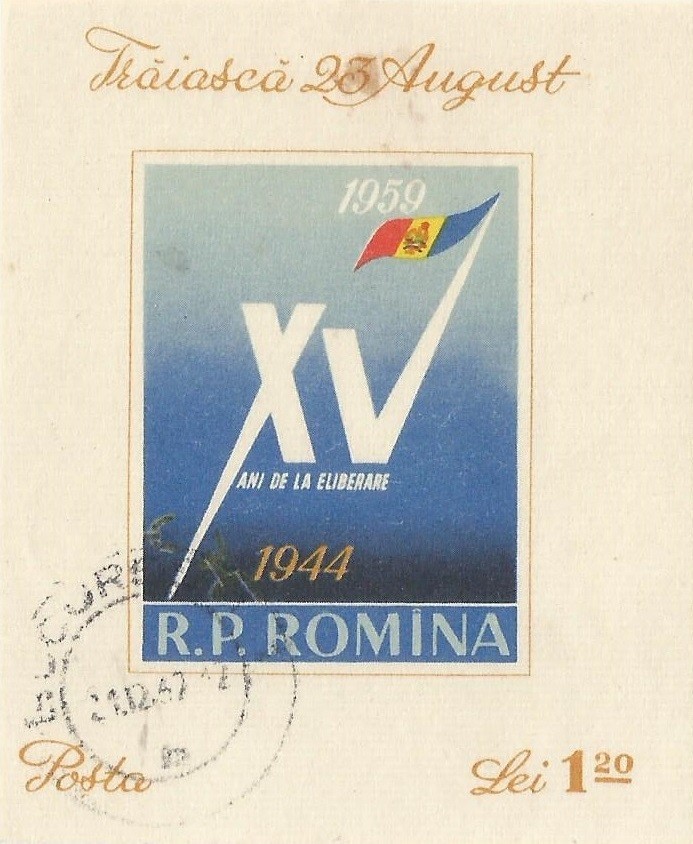 Trăiască 23 August
1959
XV
ANI DE LA ELIBERARE
1944
R.P. ROMÎNA
Posta
Lei 1 20